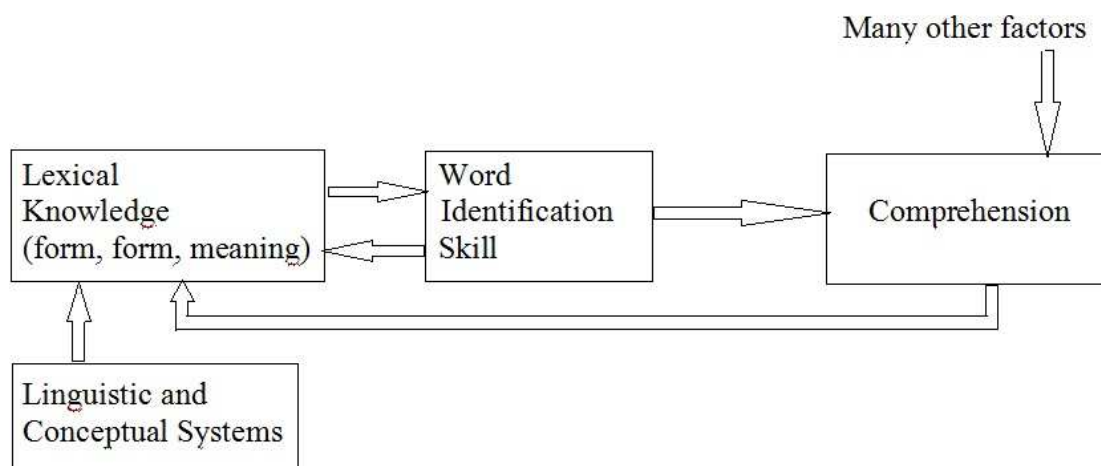 Many other factors
Lexical
Knowledge
(form, form, meaning)
Word
Identification
Skill
Comprehension
Linguistic and
Conceptual Systems